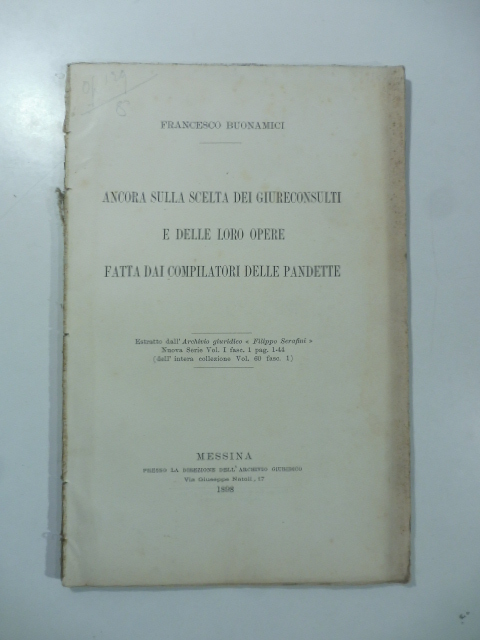 FRANCESCO BUONAMICI
ANCORA SULLA SCELTA DEI GIURECONSULTI
E DELLE LORO OPERE
FATTA DAI COMPILATORI DELLE PANDETTE
Estratto dall' Archivio giuridico « Filippo Serafini »
Nuova Serie Vol. I fasc. 1 pag. 1-44
(dell' intera collezione Vol. 60 fasc. 1)
MESSINA
PRESSO LA DIREZIONE DELL' ARCHIVIO GIURIDICO
Via Giuseppe Natoli, 17
1898